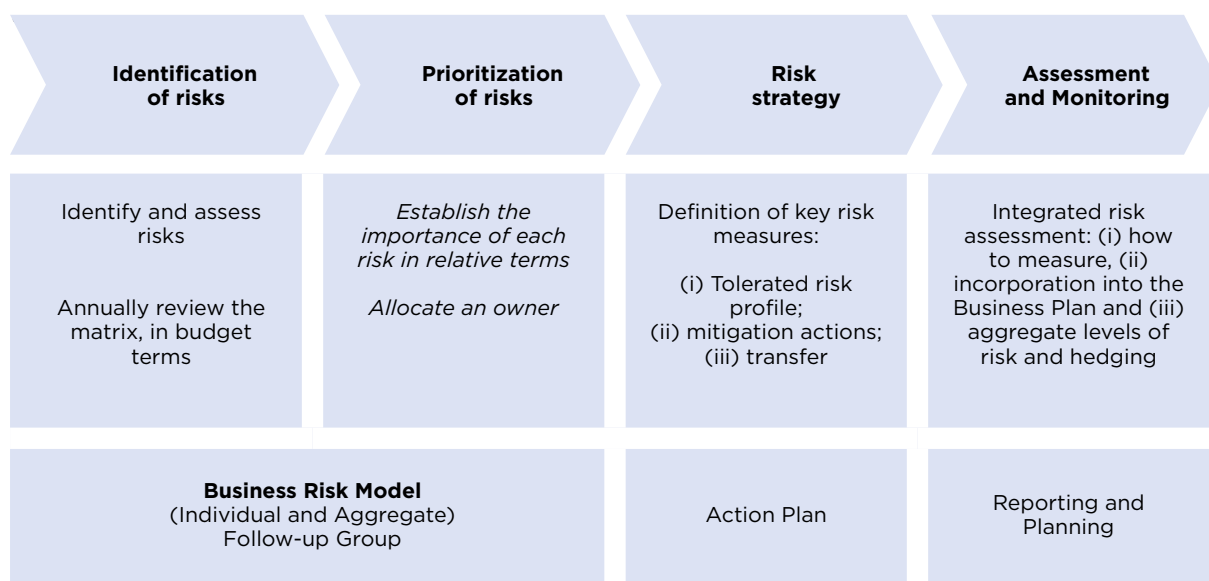 Identification
of risks
Prioritization
of risks
Risk
strategy
Assessment
and Monitoring
Identify and assess
risks
Annually review the
matrix, in budget
terms
Establish the
importance of each
risk in relative terms
Allocate an owner
Definition of key risk
measures:
(i) Tolerated risk
profile;
(ii) mitigation actions;
(iii) transfer
Integrated risk
assessment: (i) how
to measure, (ii)
incorporation into the
Business Plan and (iii)
aggregate levels of
risk and hedging
Business Risk Model
(Individual and Aggregate)
Follow-up Group
Action Plan
Reporting and
Planning